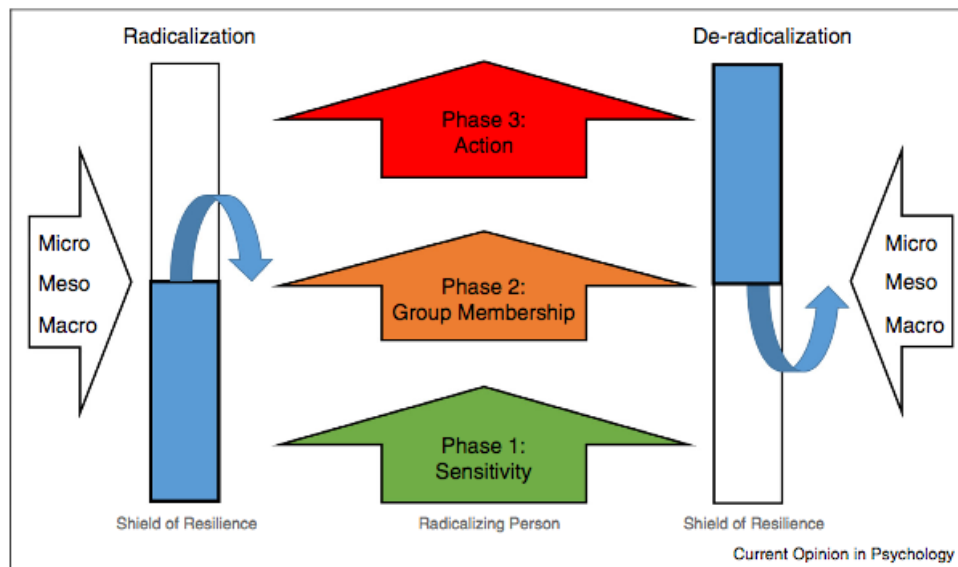 Radicalization
De-radicalization
Phase 3:
Action
Micro
Meso
Macro
Phase 2:
Group Membership
Micro
Meso
Macro
Phase 1:
Sensitivity
Shield of Resilience
Radicalizing Person
Shield of Resilience
Current Opinion in Psychology